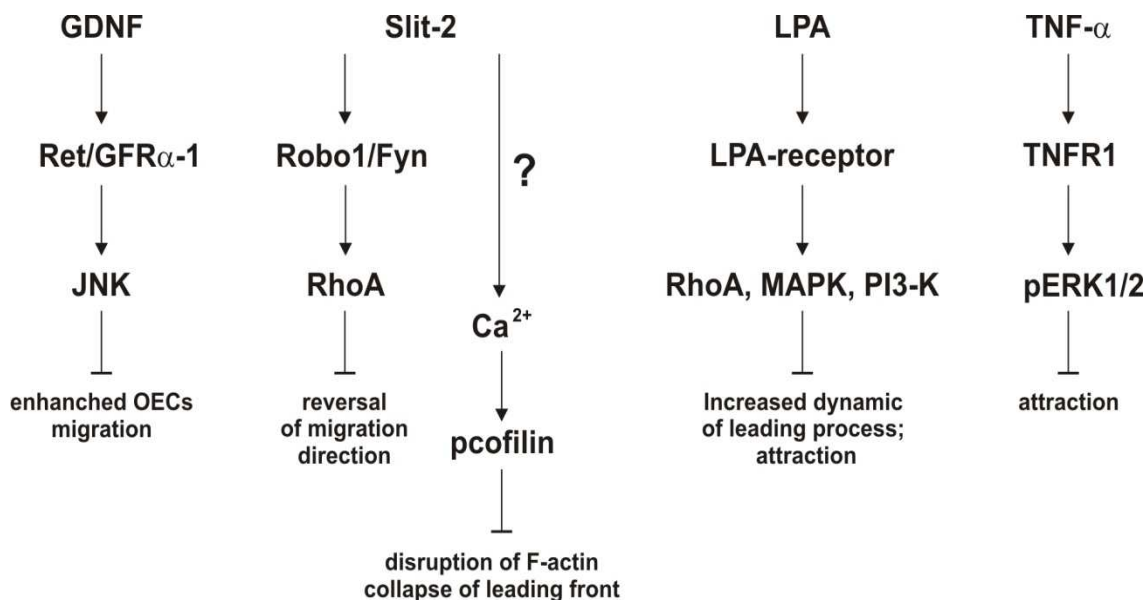 GDNF
Ret/GFRα-1
JNK
enhanched OECs
migration
Slit-2
Robo1/Fyn
RhoA
reversal
of migration
direction
?
Ca²⁺
pcofilin
disruption of F-actin
collapse of leading front
LPA
LPA-receptor
RhoA, MAPK, PI3-K
Increased dynamic
of leading process;
attraction
TNF-α
TNFR1
pERK1/2
attraction